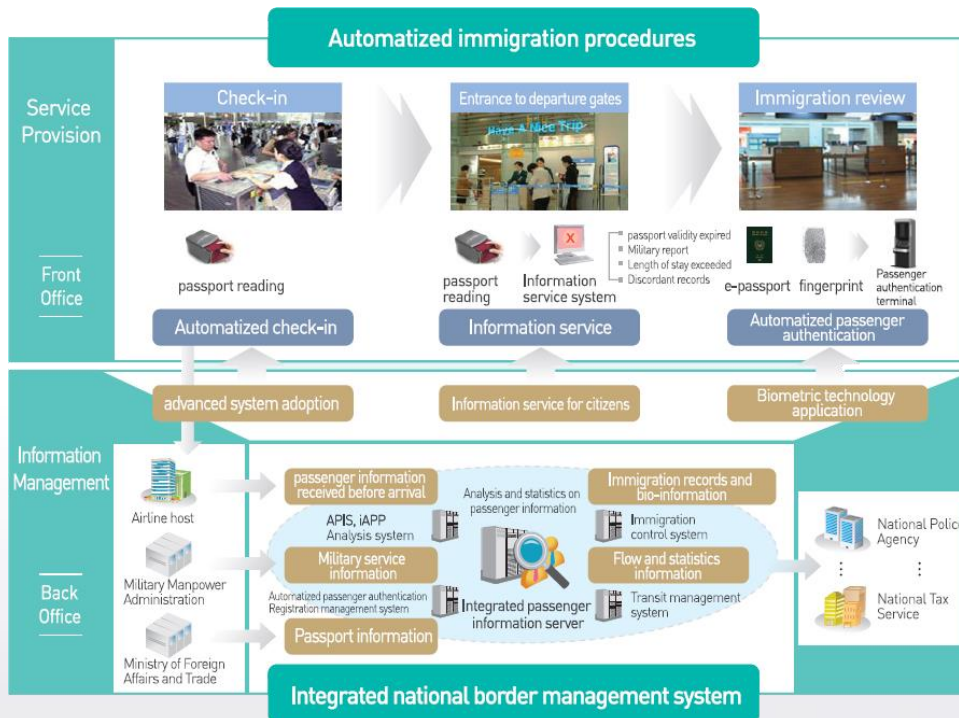 Automatized immigration procedures
Service
Provision
Check-in
Entrance to departure gates
Have A Nice Trip
Immigration review
Front
Office
passport reading
passport
reading
Information
service system
passport validity expired
Military report
Length of stay exceeded
Discordant records
e-passport
fingerprint
Passenger
authentication
terminal
Automatized check-in
Information service
Automatized passenger
authentication
advanced system adoption
Information service for citizens
Biometric technology
application
Information
Management
Airline host
passenger information
received before arrival
Analysis and statistics on
passenger information
Immigration records and
bio-information
APIS, iAPP
Analysis system
Immigration
control system
National Police
Agency
Military Manpower
Administration
Military service
information
Flow and statistics
information
Back
Office
Automatized passenger authentication
Registration management system
Integrated passenger
information server
Transit management
system
National Tax
Service
Ministry of Foreign
Affairs and Trade
Passport information
Integrated national border management system